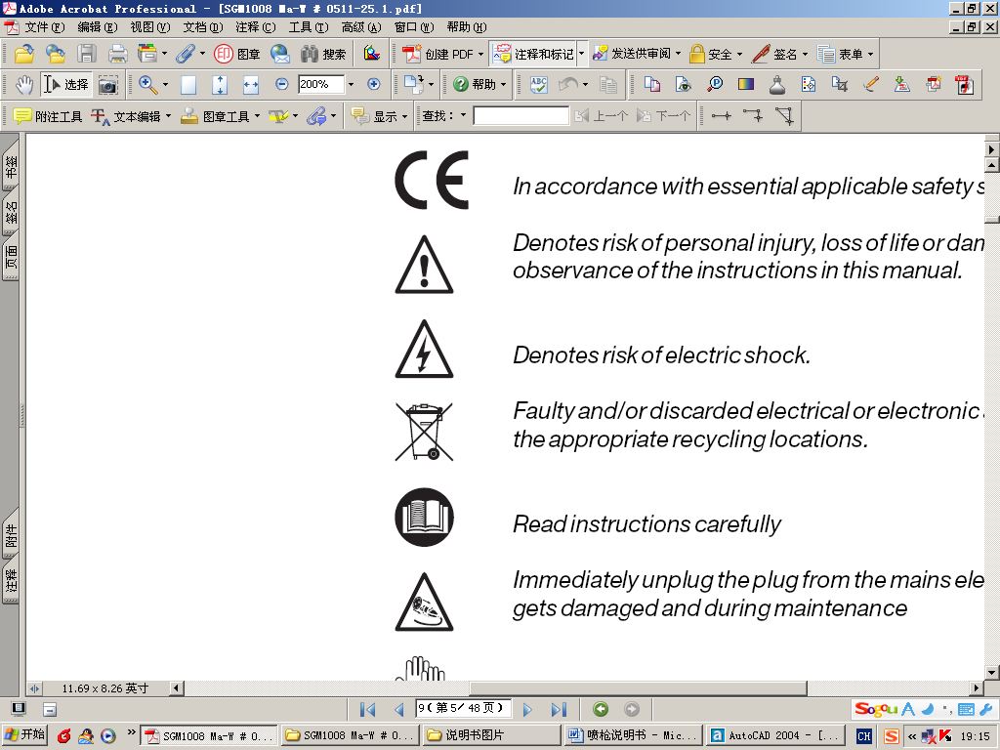 Adobe Acrobat Professional - [SGM1008 Ma-W # 0511-25.1.pdf]
文件(F) 编辑(E) 视图(V) 文档(D) 注释(C) 工具(T) 高级(A) 窗口(W) 帮助(H)
图章 搜索 创建 PDF 注释和标记 发送供审阅 安全 签名 表单
选择 200% 帮助
附注工具 文本编辑 图章工具 显示 查找: 上一个 下一个
书签
签名
页面
附件
注释
CE
In accordance with essential applicable safety s
Denotes risk of personal injury, loss of life or dam
observance of the instructions in this manual.
Denotes risk of electric shock.
Faulty and/or discarded electrical or electronic
the appropriate recycling locations.
Read instructions carefully
Immediately unplug the plug from the mains ele
gets damaged and during maintenance
11.69 x 8.26 英寸
9(第 5/ 48 页)
Sogou
开始 SGM1008 Ma-W # 0... SGM1008 Ma-W # 0... 说明书图片 喷枪说明书 - Mic... AutoCAD 2004 - [... CH 19:15